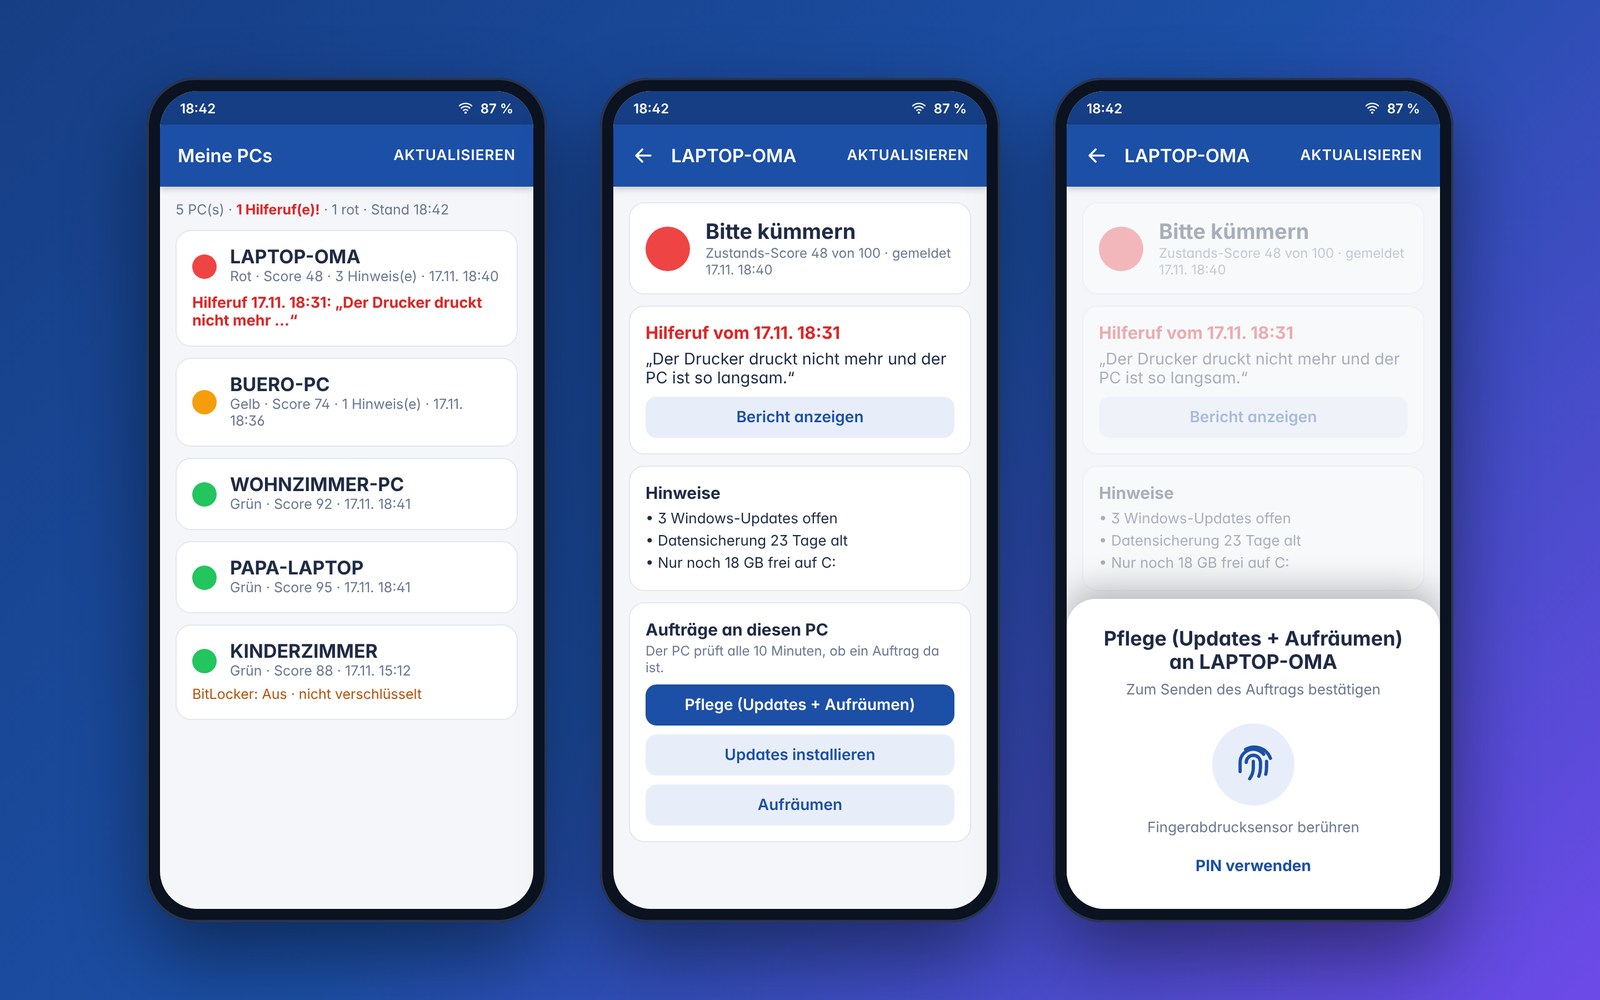 18:42
87 %
Meine PCs
AKTUALISIEREN
5 PC(s) · 1 Hilferuf(e)! · 1 rot · Stand 18:42
LAPTOP-OMA
Rot · Score 48 · 3 Hinweis(e) · 17.11. 18:40
Hilferuf 17.11. 18:31: „Der Drucker druckt
nicht mehr ...“
BUERO-PC
Gelb · Score 74 · 1 Hinweis(e) · 17.11.
18:36
WOHNZIMMER-PC
Grün · Score 92 · 17.11. 18:41
PAPA-LAPTOP
Grün · Score 95 · 17.11. 18:41
KINDERZIMMER
Grün · Score 88 · 17.11. 15:12
BitLocker: Aus · nicht verschlüsselt
18:42
87 %
← LAPTOP-OMA
AKTUALISIEREN
Bitte kümmern
Zustands-Score 48 von 100 · gemeldet
17.11. 18:40
Hilferuf vom 17.11. 18:31
„Der Drucker druckt nicht mehr und der
PC ist so langsam.“
Bericht anzeigen
Hinweise
• 3 Windows-Updates offen
• Datensicherung 23 Tage alt
• Nur noch 18 GB frei auf C:
Aufträge an diesen PC
Der PC prüft alle 10 Minuten, ob ein Auftrag da
ist.
Pflege (Updates + Aufräumen)
Updates installieren
Aufräumen
18:42
87 %
← LAPTOP-OMA
AKTUALISIEREN
Bitte kümmern
Zustands-Score 48 von 100 · gemeldet
17.11. 18:40
Hilferuf vom 17.11. 18:31
„Der Drucker druckt nicht mehr und der
PC ist so langsam.“
Bericht anzeigen
Hinweise
• 3 Windows-Updates offen
• Datensicherung 23 Tage alt
• Nur noch 18 GB frei auf C:
Pflege (Updates + Aufräumen)
an LAPTOP-OMA
Zum Senden des Auftrags bestätigen
Fingerabdrucksensor berühren
PIN verwenden